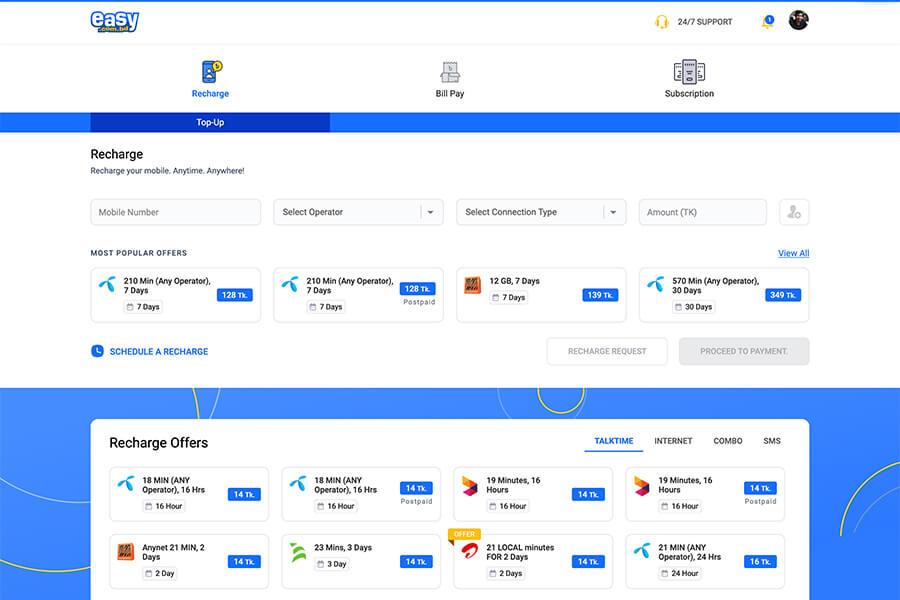 easy
.com.bd
24/7 SUPPORT
1
Recharge
Bill Pay
Subscription
Top-Up
Recharge
Recharge your mobile. Anytime. Anywhere!
Mobile Number
Select Operator
Select Connection Type
Amount (TK)
MOST POPULAR OFFERS
View All
210 Min (Any Operator),
7 Days
7 Days
128 Tk.
210 Min (Any Operator),
7 Days
7 Days
128 Tk.
Postpaid
12 GB, 7 Days
7 Days
139 Tk.
570 Min (Any Operator),
30 Days
30 Days
349 Tk.
SCHEDULE A RECHARGE
RECHARGE REQUEST
PROCEED TO PAYMENT.
Recharge Offers
TALKTIME
INTERNET
COMBO
SMS
18 MIN (ANY
Operator), 16 Hrs
16 Hour
14 Tk.
18 MIN (ANY
Operator), 16 Hrs
16 Hour
14 Tk.
Postpaid
19 Minutes, 16
Hours
16 Hour
14 Tk.
19 Minutes, 16
Hours
16 Hour
14 Tk.
Postpaid
Anynet 21 MIN, 2
Days
2 Day
14 Tk.
23 Mins, 3 Days
3 Day
14 Tk.
OFFER
21 LOCAL minutes
FOR 2 Days
2 Days
14 Tk.
21 MIN (ANY
Operator), 24 Hrs
24 Hour
16 Tk.